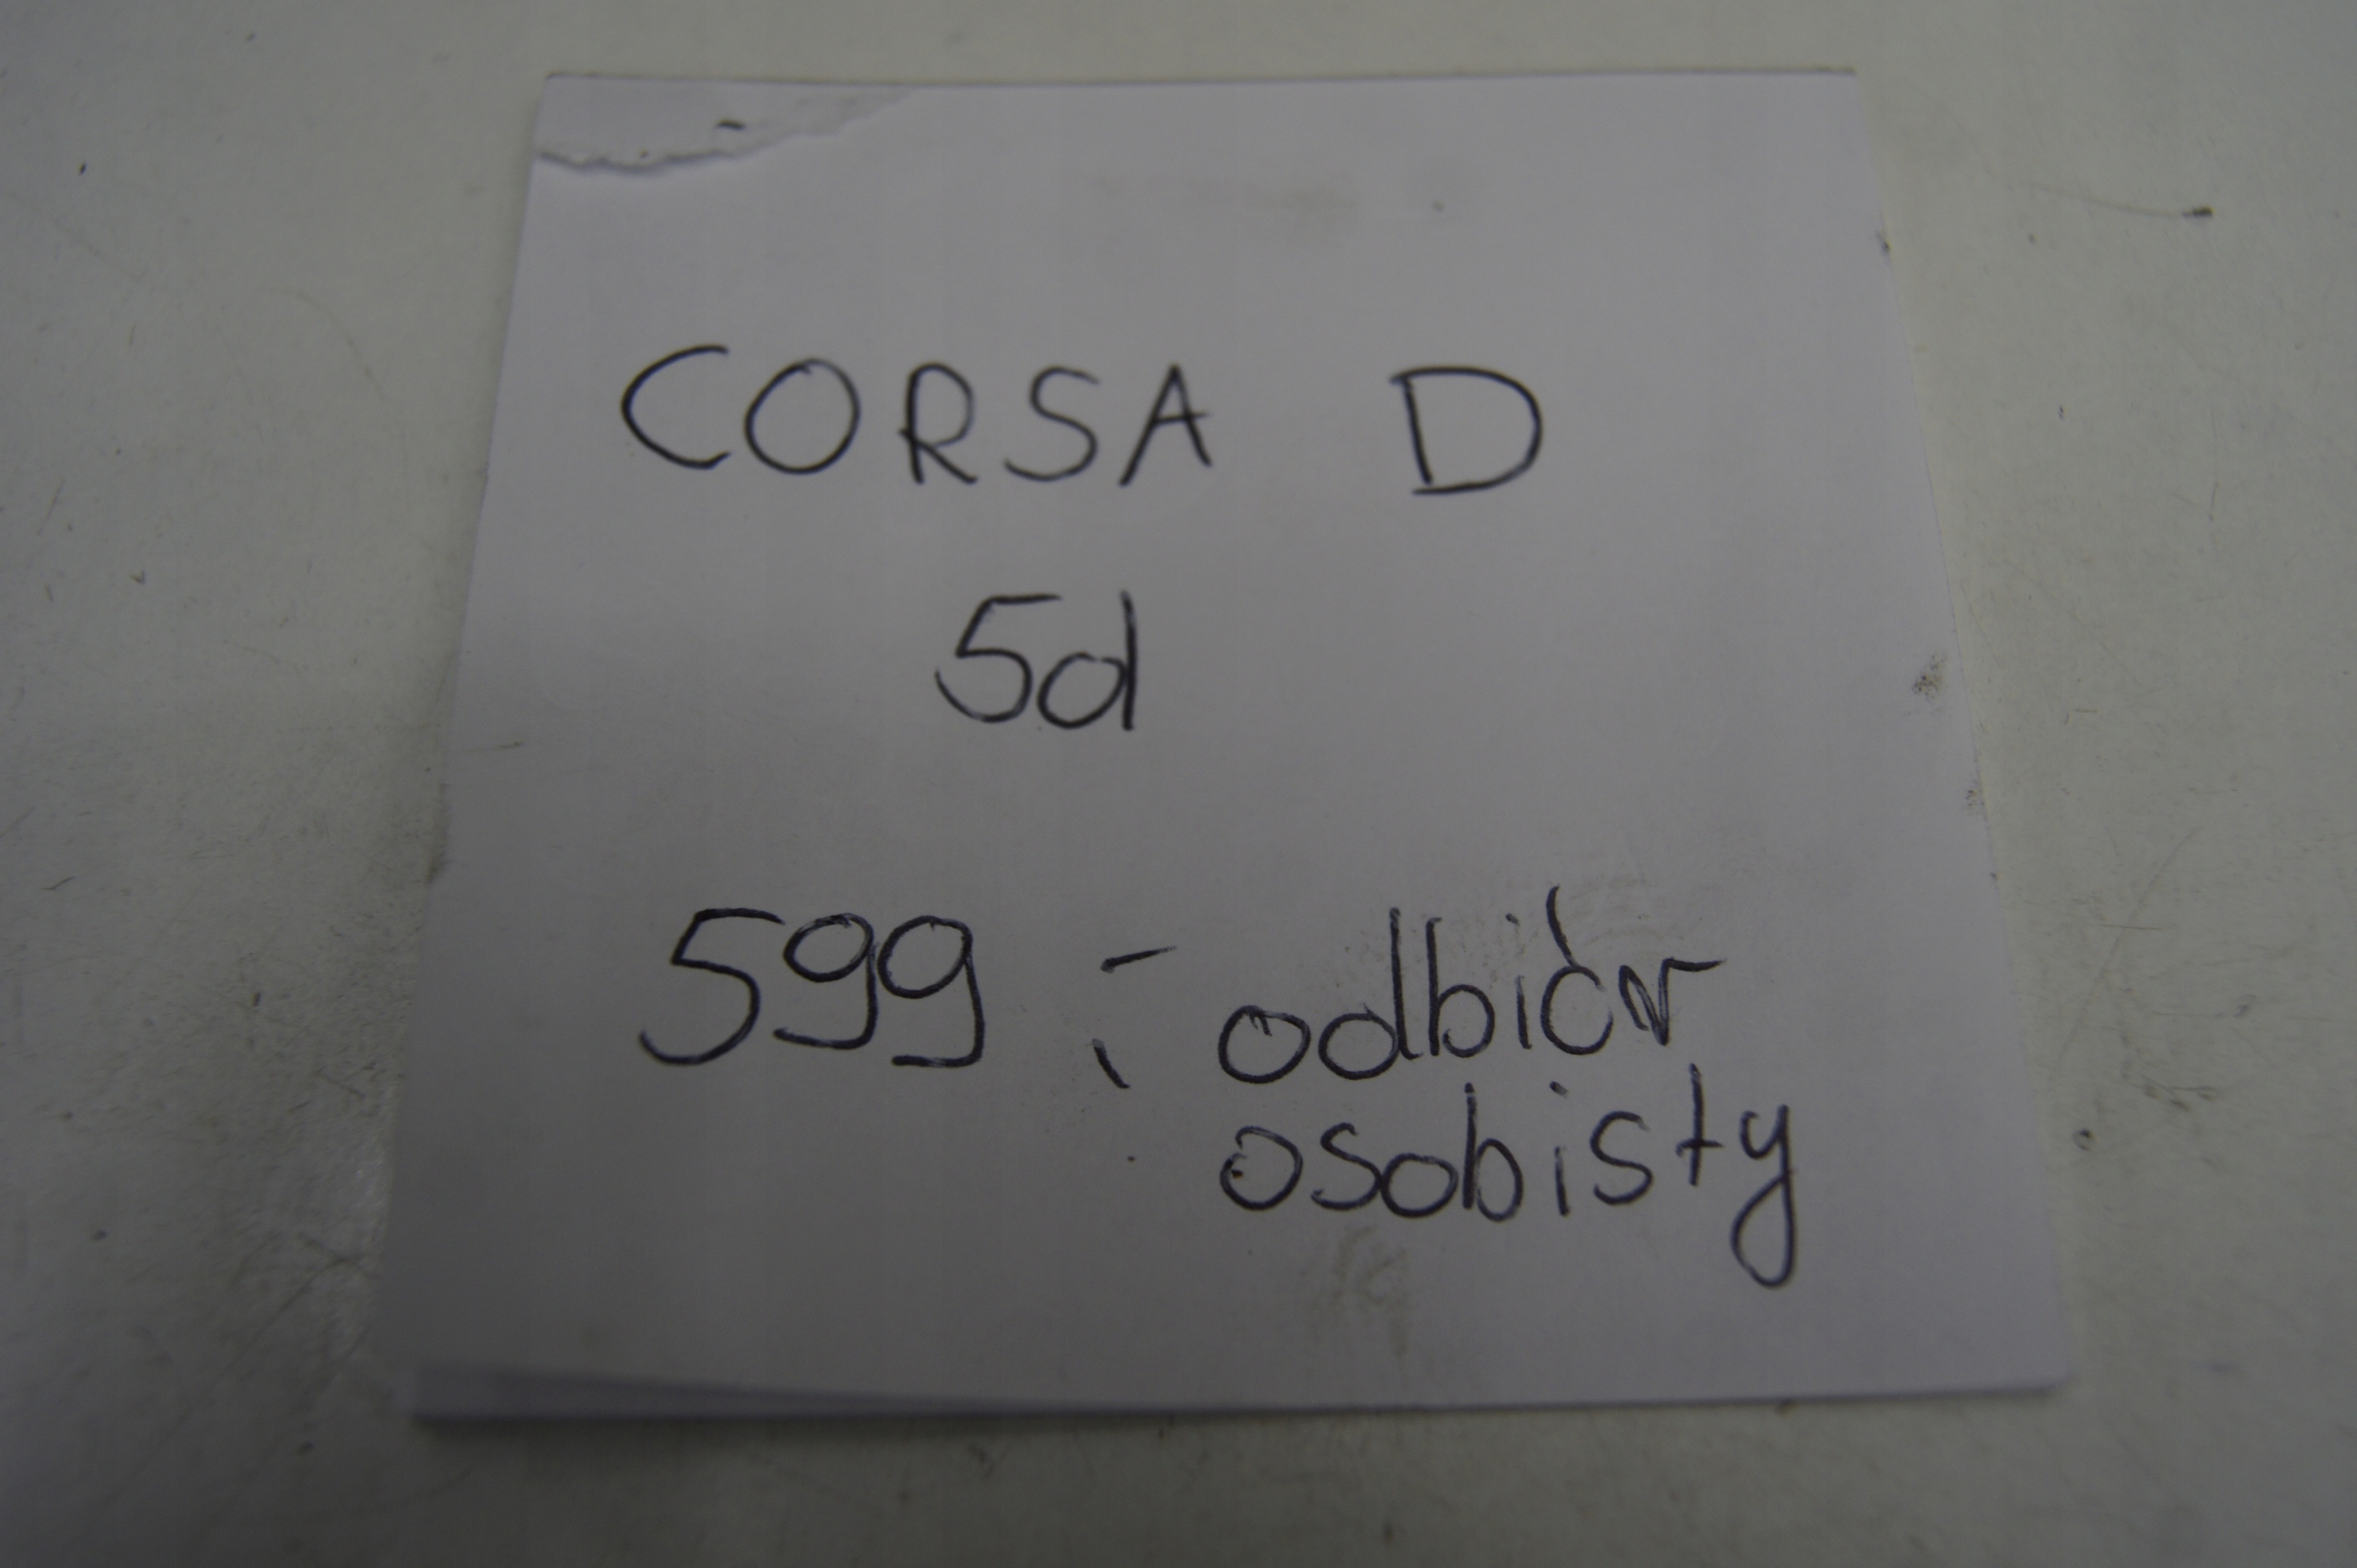 CORSA D
5d
599,- odbiór
osobisty